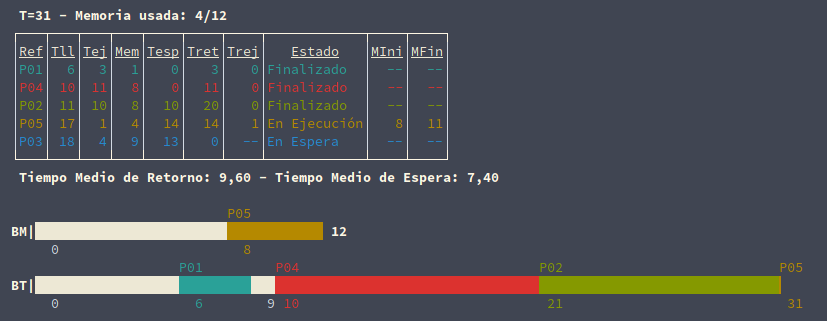 T=31 - Memoria usada: 4/12
Ref Tll Tej Mem Tesp Tret Trej Estado MIni MFin
P01 6 3 1 0 3 0 Finalizado -- --
P04 10 11 8 0 11 0 Finalizado -- --
P02 11 10 8 10 20 0 Finalizado -- --
P05 17 1 4 14 14 1 En Ejecución 8 11
P03 18 4 9 13 0 -- En Espera -- --
Tiempo Medio de Retorno: 9,60 - Tiempo Medio de Espera: 7,40
P05
BM| 12
0 8
P01 P04 P02 P05
BT|
0 6 9 10 21 31